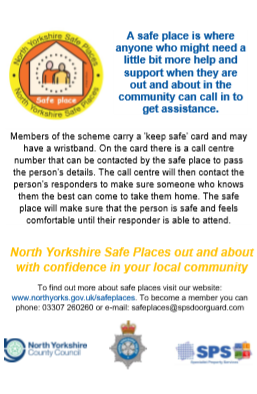 North Yorkshire Safe Places
Safe place
North Yorkshire Safe Places
A safe place is where
anyone who might need a
little bit more help and
support when they are
out and about in the
community can call in to
get assistance.
Members of the scheme carry a 'keep safe' card and may
have a wristband. On the card there is a call centre
number that can be contacted by the safe place to pass
the person's details. The call centre will then contact the
person's responders to make sure someone who knows
them the best can come to take them home. The safe
place will make sure that the person is safe and feels
comfortable until their responder is able to attend.
North Yorkshire Safe Places out and about
with confidence in your local community
To find out more about safe places visit our website:
www.northyorks.gov.uk/safeplaces. To become a member you can
phone: 03307 260260 or e-mail: safeplaces@spsdoorguard.com
North Yorkshire
County Council
SPS